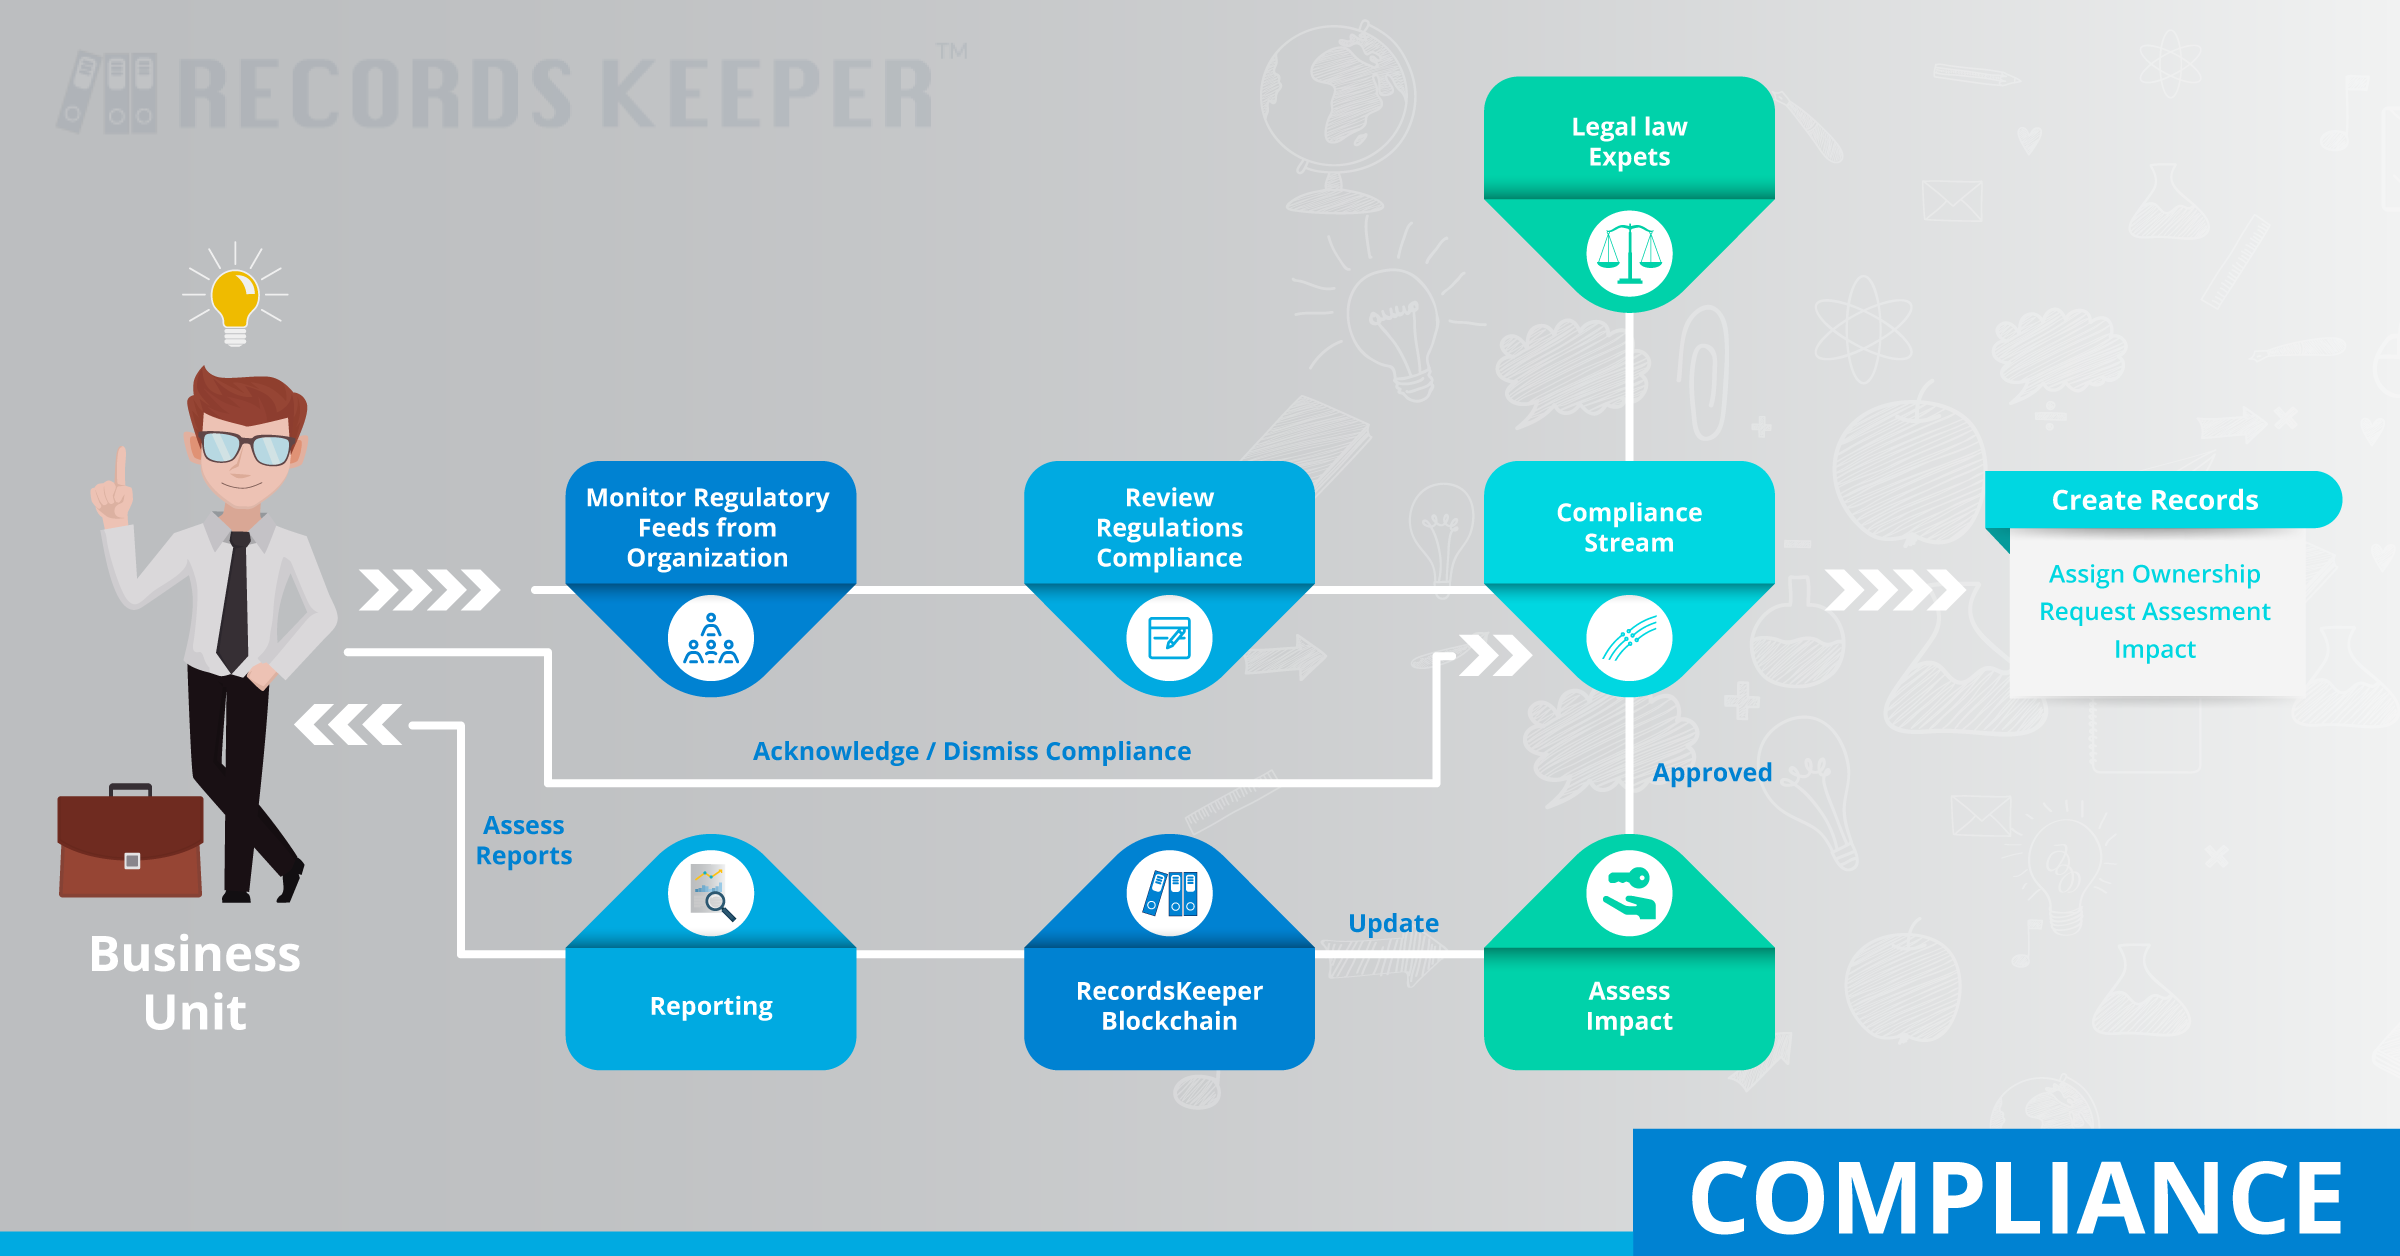 RECORDS KEEPER™
Legal law
Expets
Monitor Regulatory
Feeds from
Organization
Review
Regulations
Compliance
Compliance
Stream
Create Records
Assign Ownership
Request Assesment
Impact
Acknowledge / Dismiss Compliance
Approved
Assess
Reports
Update
Business
Unit
Reporting
RecordsKeeper
Blockchain
Assess
Impact
COMPLIANCE